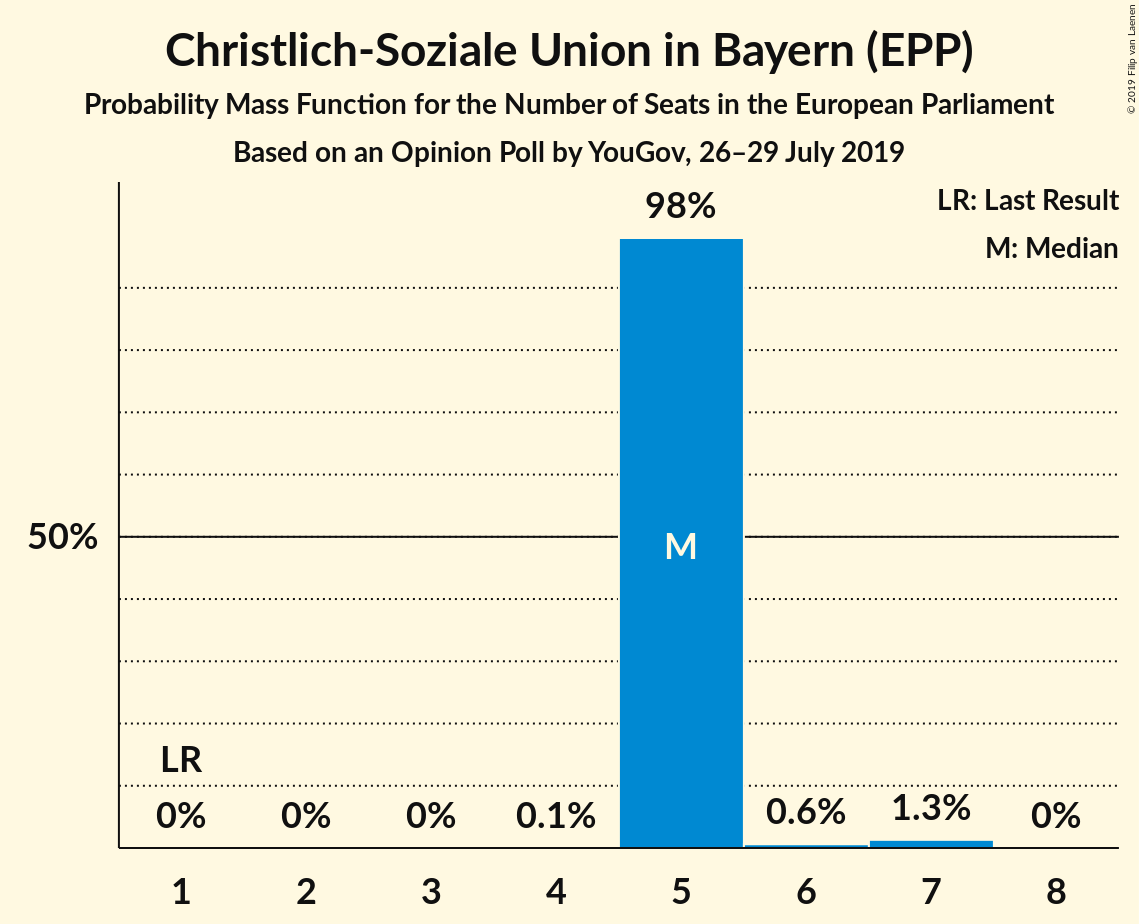 Christlich-Soziale Union in Bayern (EPP)
Probability Mass Function for the Number of Seats in the European Parliament
Based on an Opinion Poll by YouGov, 26–29 July 2019
© 2019 Filip van Laenen
LR: Last Result
M: Median
98%
50%
M
LR
0%
0%
0%
0.1%
0.6%
1.3%
0%
1
2
3
4
5
6
7
8